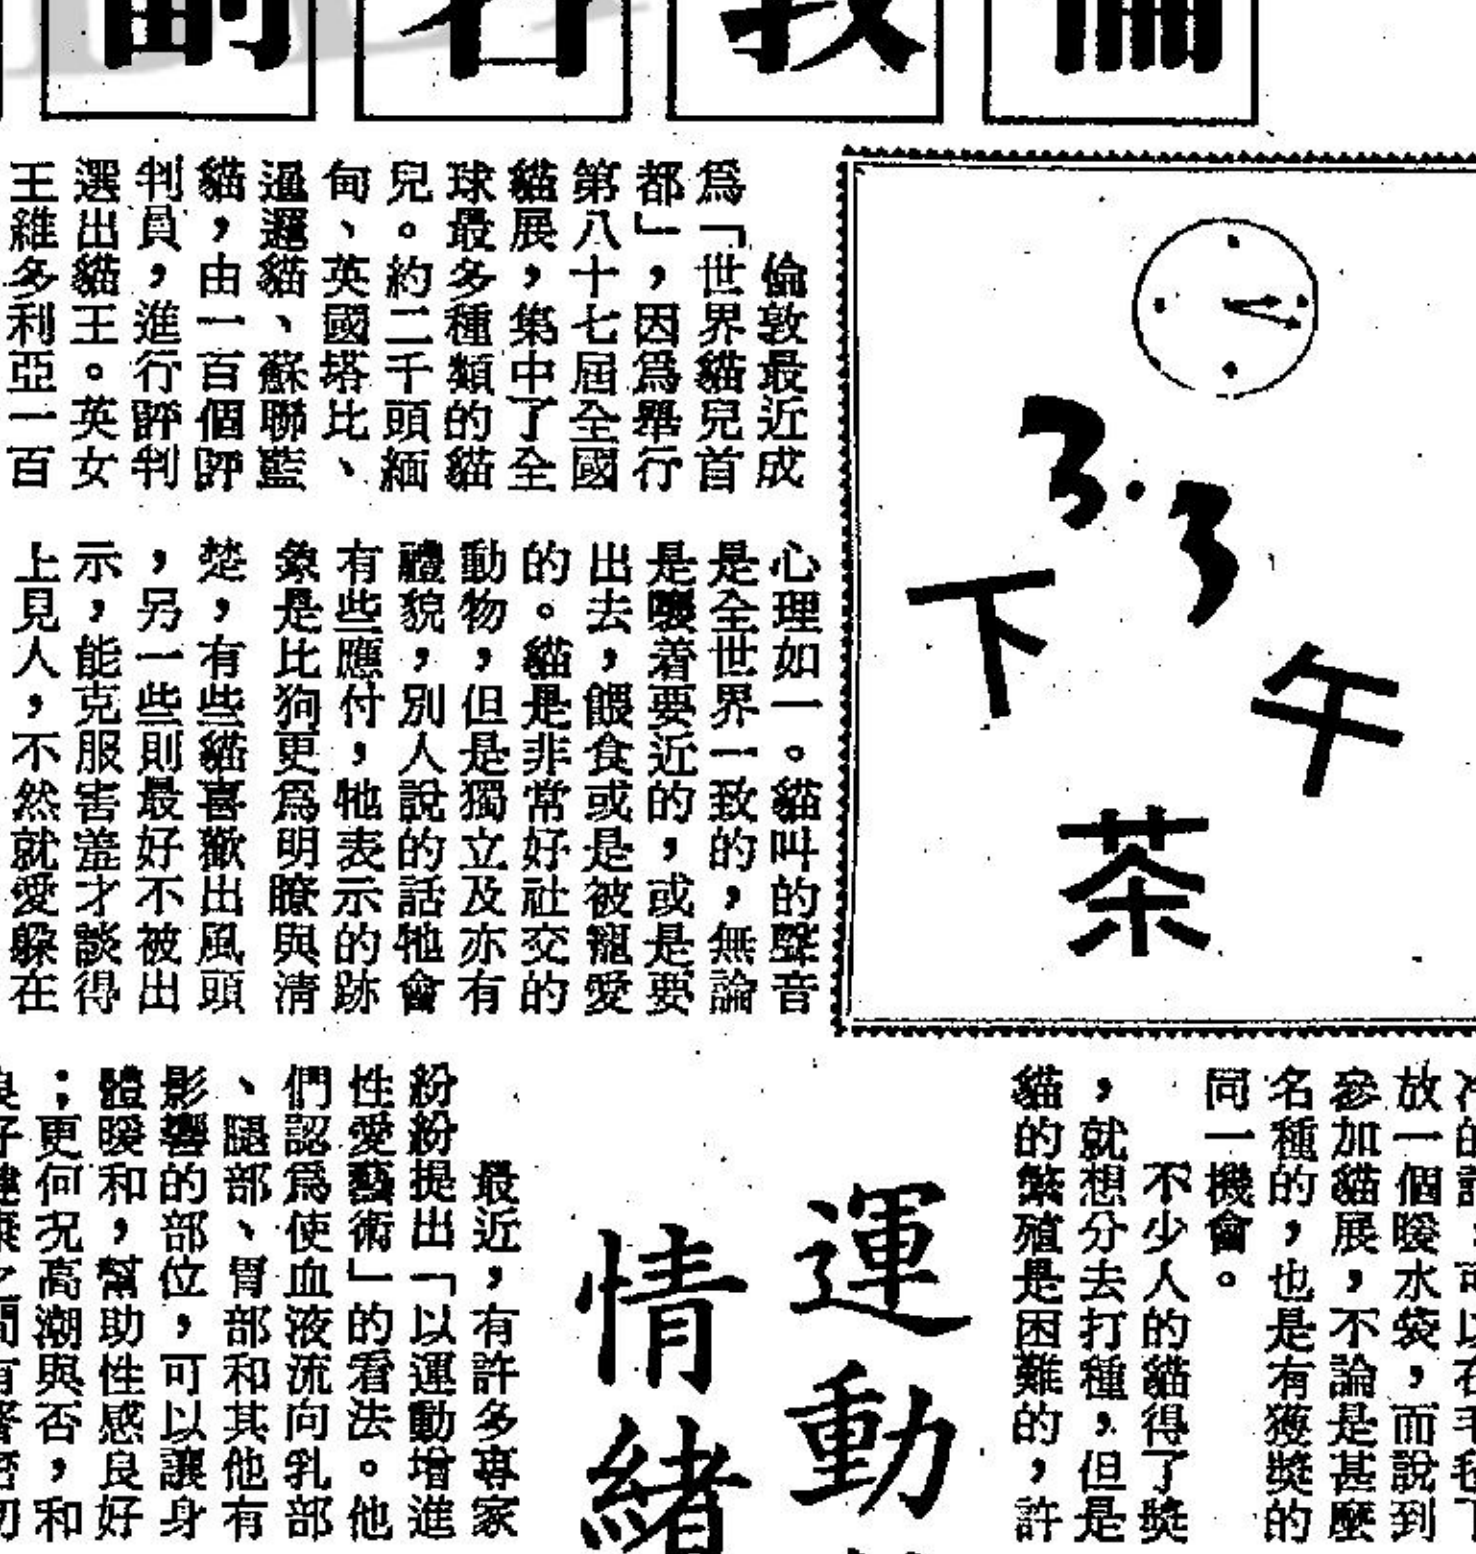 倫敦最近成
爲「世界貓兒首
都」，因爲舉行
第八十七屆全國
貓展，集中了全
球最多種類的貓
兒。約二千頭緬
甸、英國塔比、
暹邏貓、蘇聯藍
貓，由一百個評
判員，進行評判
選出貓王。英女
王維多利亞一百
3.3
下
午
茶
心理如一。貓叫的聲音
是全世界一致的，無論
是嚷着要近的，或是要
出去，餵食或是被寵愛
的。貓是非常好社交的
動物，但是獨立及亦有
禮貌，別人說的話牠會
有些應付，牠表示的跡
象是比狗更爲明瞭與清
楚，有些貓喜歡出風頭
，另一些則最好不被出
示，能克服害羞才談得
上見人，不然就愛躲在
放一個暖水袋，而說到
參加貓展，不論是甚麼
名種的，也是有獲獎的
同一機會。
不少人的貓得了獎
，就想分去打種，但是
貓的繁殖是困難的，許
運動
情緒
最近，有許多專家
紛紛提出「以運動增進
性愛藝術」的看法。他
們認爲使血液流向乳部
、腿部、胃部和其他有
影響的部位，可以讓身
體暖和，幫助性感良好
；更何況高潮與否，和